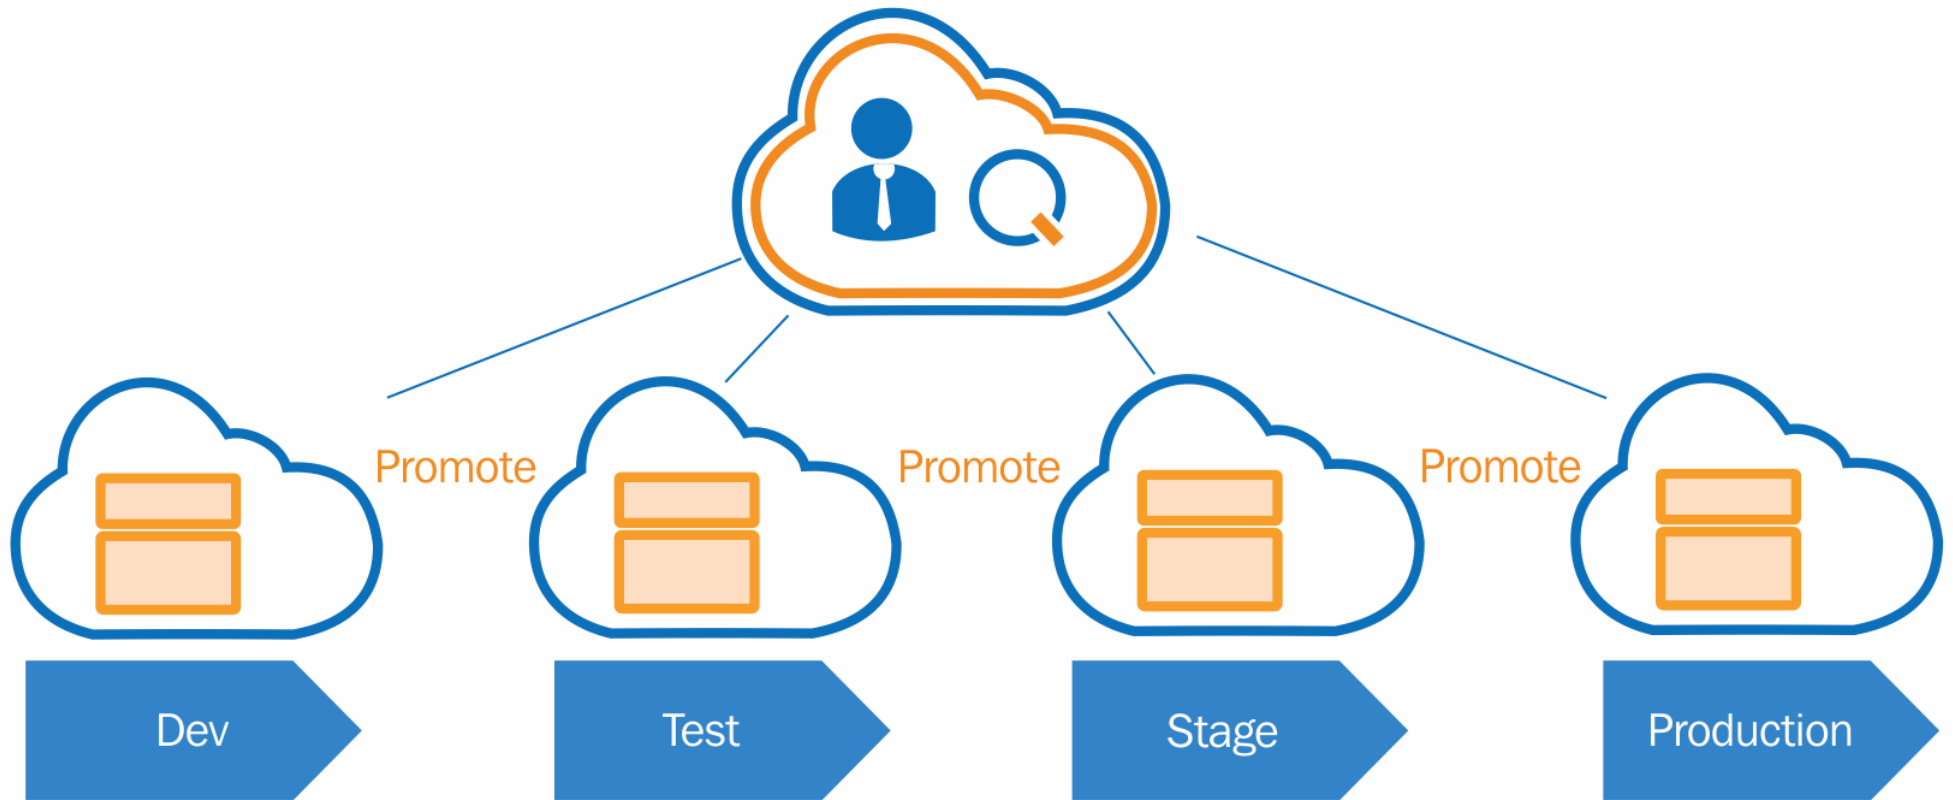 Promote
Promote
Promote
Dev
Test
Stage
Production